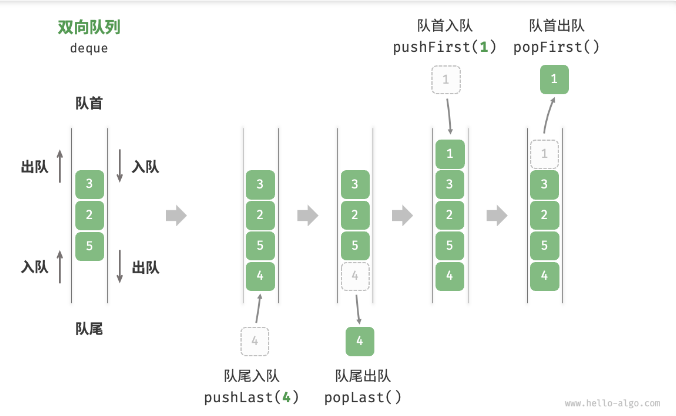 双向队列
deque
队首
出队
入队
3
2
5
入队
出队
队尾
3
2
5
4
4
队尾入队
pushLast(4)
3
2
5
4
4
队尾出队
popLast()
队首入队
pushFirst(1)
1
1
3
2
5
4
队首出队
popFirst()
1
1
3
2
5
4
www.hello-algo.com